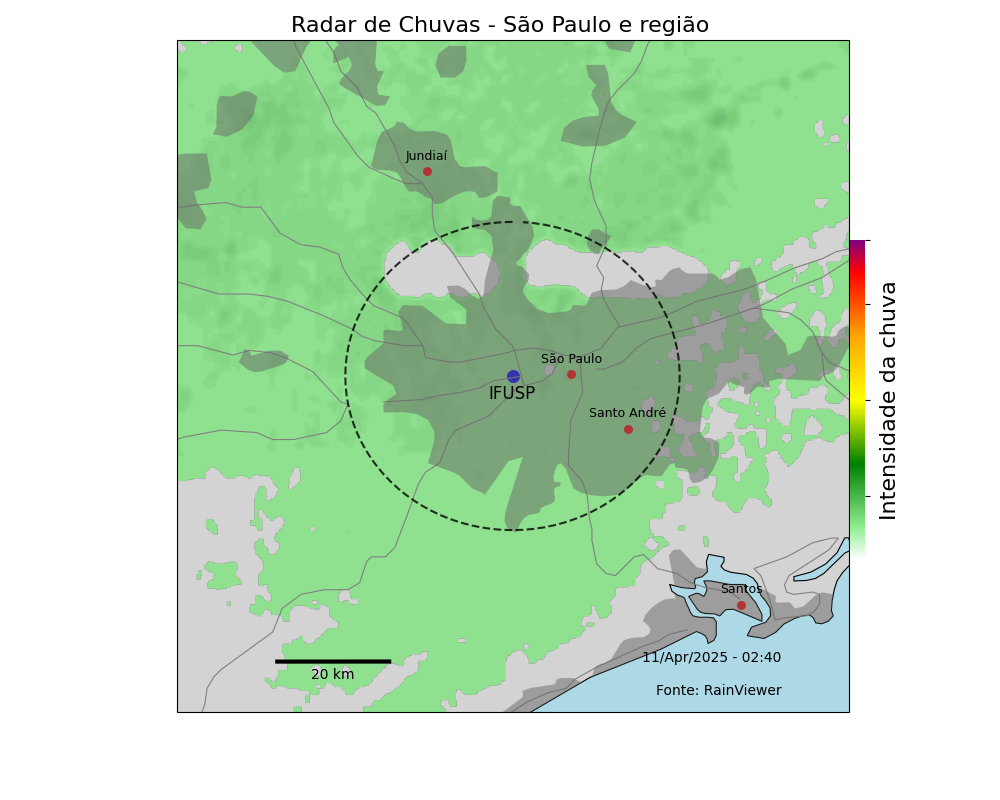 Radar de Chuvas - São Paulo e região
Jundiaí
São Paulo
IFUSP
Santo André
Intensidade da chuva
Santos
11/Apr/2025 - 02:40
20 km
Fonte: RainViewer